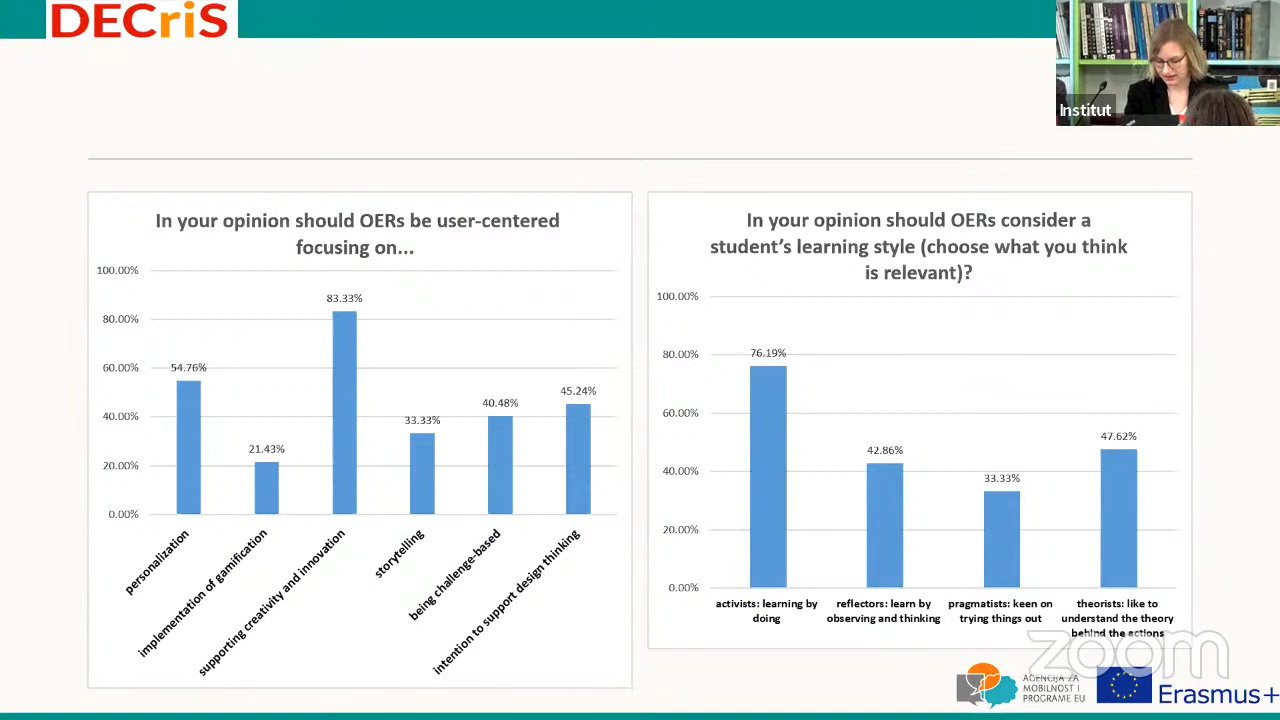 DECriS
Institut
In your opinion should OERs be user-centered
focusing on...
100.00%
80.00%
60.00%
40.00%
20.00%
0.00%
54.76%
21.43%
83.33%
33.33%
40.48%
45.24%
personalization
implementation of gamification
supporting creativity and innovation
storytelling
being challenge-based
intention to support design thinking
In your opinion should OERs consider a
student's learning style (choose what you think
is relevant)?
100.00%
80.00%
60.00%
40.00%
20.00%
0.00%
76.19%
42.86%
33.33%
47.62%
activists: learning by
doing
reflectors: learn by
observing and thinking
pragmatists: keen on
trying things out
theorists: like to
understand the theory
behind the actions
zoom
AGENCIJA ZA
MOBILNOST I
PROGRAME EU
Erasmus+